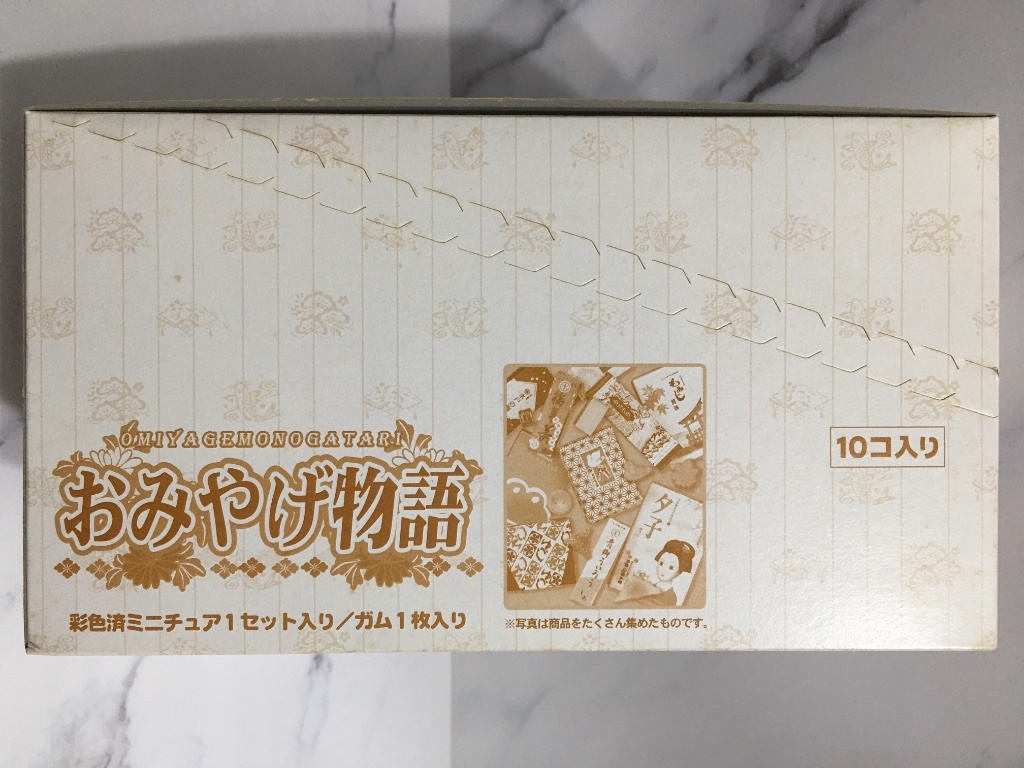 OMIYAGEMONOGATARI
おみやげ物語
彩色済ミニチュア1セット入り／ガム1枚入り
夕子
※写真は商品をたくさん集めたものです。
10コ入り